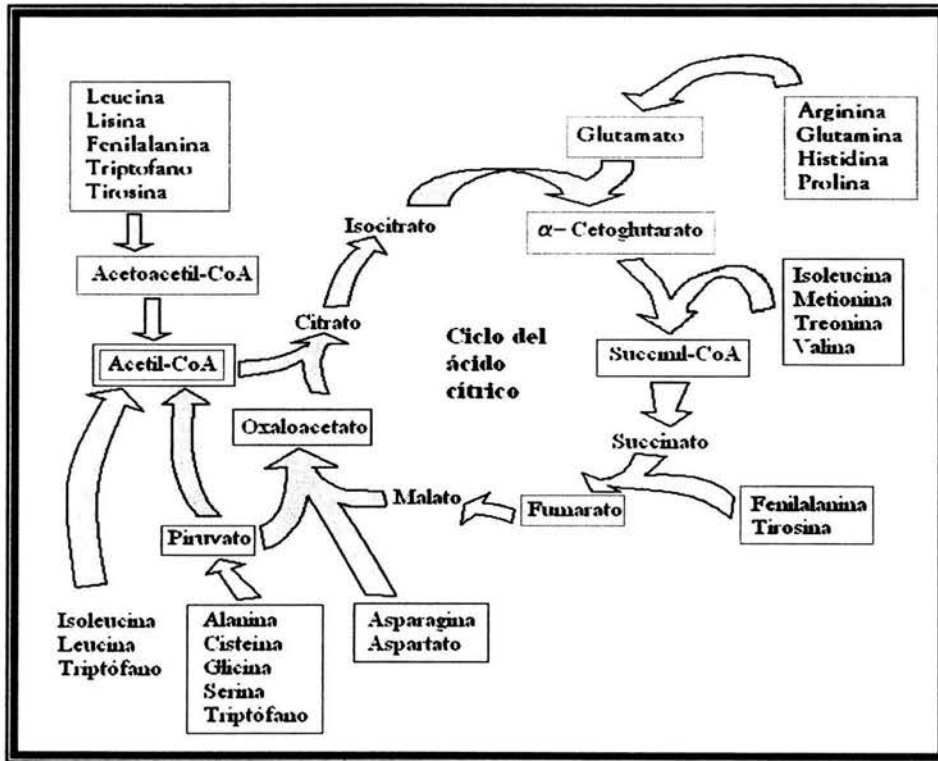 Leucina
Lisina
Fenilalanina
Triptofano
Tirosina
Acetoacetil-CoA
Acetil-CoA
Glutamato
Arginina
Glutamina
Histidina
Prolina
Isocitrato
α- Cetoglutarato
Citrato
Ciclo del
ácido
cítrico
Isoleucina
Metionina
Treonina
Valina
Succinil-CoA
Oxaloacetato
Succinato
Malato
Fumarato
Fenilalanina
Tirosina
Piruvato
Isoleucina
Leucina
Triptófano
Alanina
Cisteína
Glicina
Serina
Triptófano
Asparagina
Aspartato